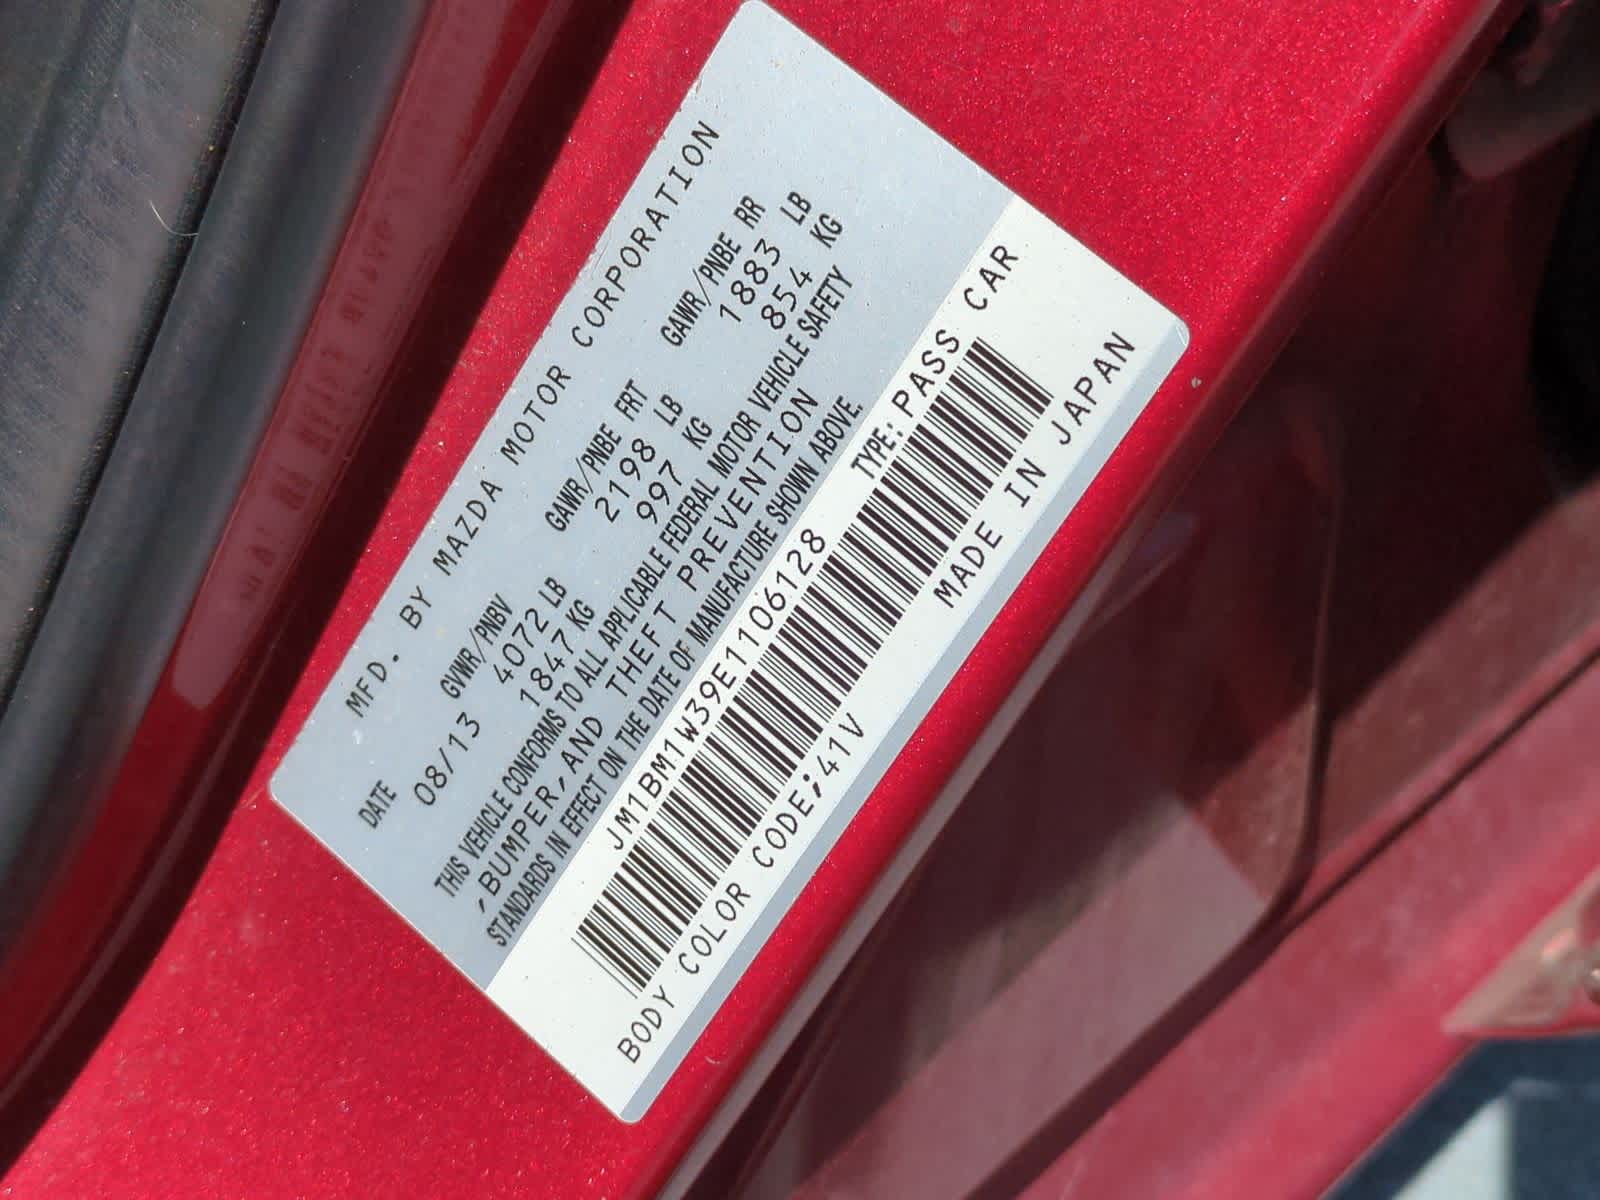 MFD. BY MAZDA MOTOR CORPORATION
DATE GVWR/PNBV GAWR/PNBE FRT GAWR/PNBE RR
08/13 4072 LB 2198 LB 1883 LB
1847 KG 997 KG 854 KG
THIS VEHICLE CONFORMS TO ALL APPLICABLE FEDERAL MOTOR VEHICLE SAFETY
,BUMPER,AND THEFT PREVENTION
STANDARDS IN EFFECT ON THE DATE OF MANUFACTURE SHOWN ABOVE.
JM1BM1W39E1106128 TYPE: PASS CAR
BODY COLOR CODE;41V MADE IN JAPAN